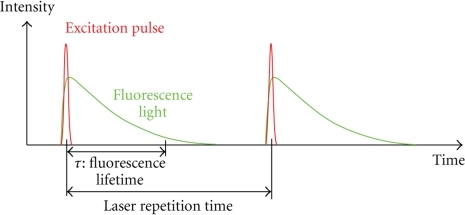 Intensity
Excitation pulse
Fluorescence
light
τ: fluorescence
lifetime
Time
Laser repetition time